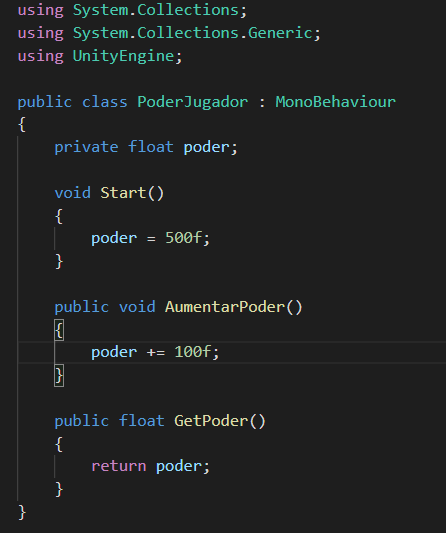 using System.Collections;
using System.Collections.Generic;
using UnityEngine;

public class PoderJugador : MonoBehaviour
{
    private float poder;

    void Start()
    {
        poder = 500f;
    }

    public void AumentarPoder()
    {
        poder += 100f;
    }

    public float GetPoder()
    {
        return poder;
    }
}